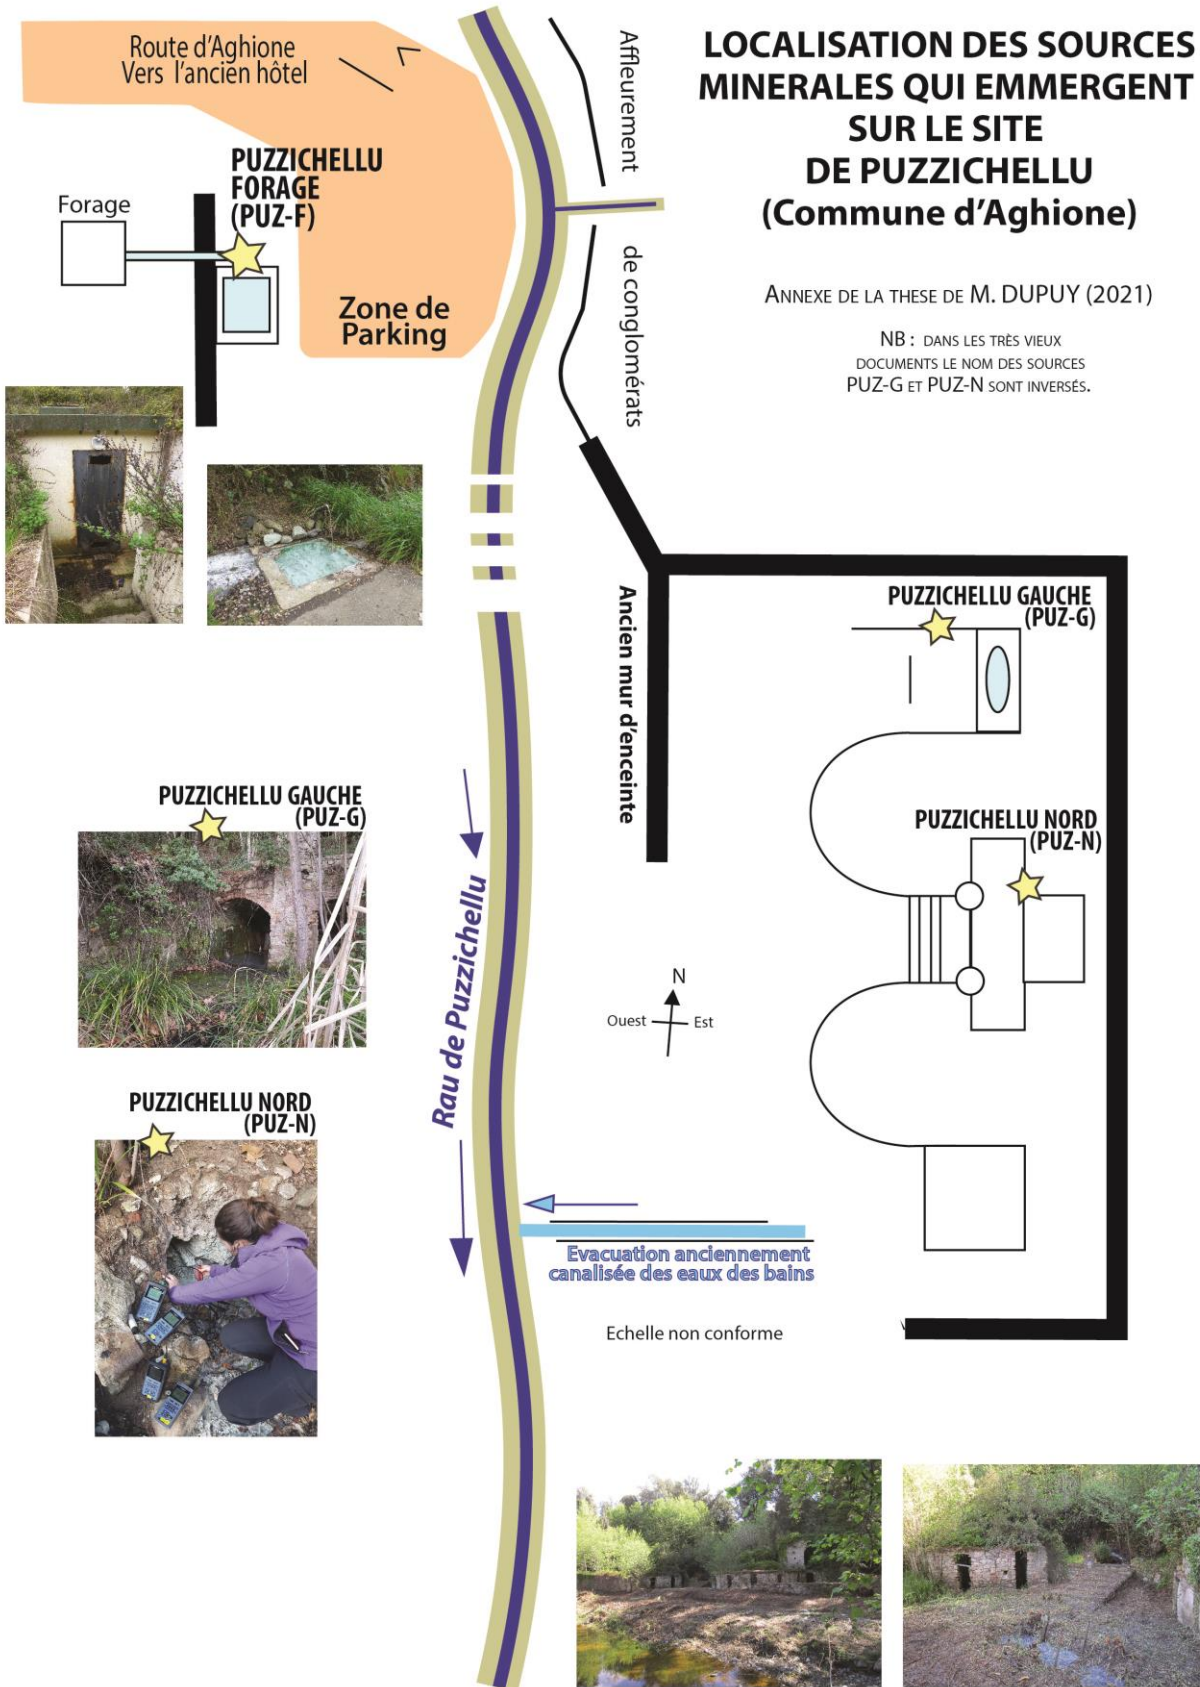 LOCALISATION DES SOURCES
MINERALES QUI EMMERGENT
SUR LE SITE
DE PUZZICHELLU
(Commune d'Aghione)
ANNEXE DE LA THESE DE M. DUPUY (2021)
NB : DANS LES TRÈS VIEUX
DOCUMENTS LE NOM DES SOURCES
PUZ-G ET PUZ-N SONT INVERSÉS.
Route d'Aghione
Vers l'ancien hôtel
PUZZICHELLU
FORAGE
(PUZ-F)
Forage
Zone de
Parking
Affleurement
de conglomérats
Ancien mur d'enceinte
PUZZICHELLU GAUCHE
(PUZ-G)
PUZZICHELLU NORD
(PUZ-N)
PUZZICHELLU GAUCHE
(PUZ-G)
Rau de Puzzichellu
N
Ouest
Est
PUZZICHELLU NORD
(PUZ-N)
Evacuation anciennement
canalisée des eaux des bains
Echelle non conforme